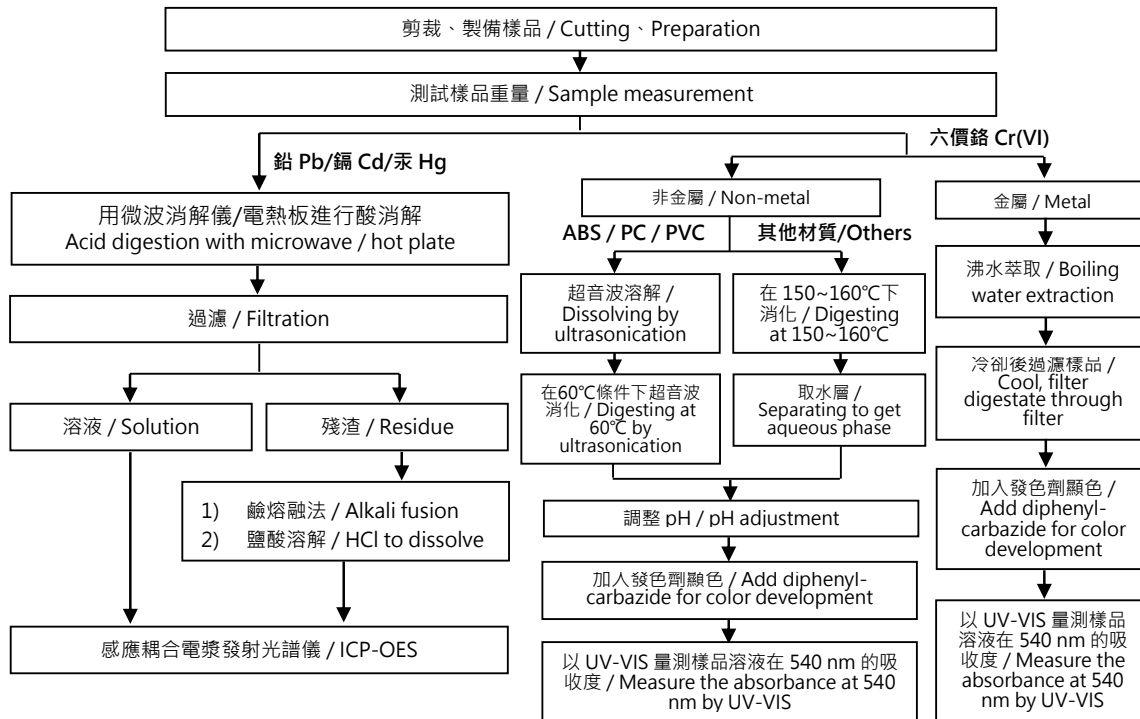 剪裁、製備樣品 / Cutting、Preparation
測試樣品重量 / Sample measurement
鉛 Pb/鎘 Cd/汞 Hg
六價鉻 Cr(VI)
用微波消解儀/電熱板進行酸消解
Acid digestion with microwave / hot plate
過濾 / Filtration
溶液 / Solution
殘渣 / Residue
1) 鹼熔融法 / Alkali fusion
2) 鹽酸溶解 / HCl to dissolve
感應耦合電漿發射光譜儀 / ICP-OES
非金屬 / Non-metal
ABS / PC / PVC
其他材質/Others
超音波溶解 /
Dissolving by
ultrasonication
在60℃條件下超音波
消化 / Digesting at
60℃ by
ultrasonication
在 150~160℃下
消化 / Digesting
at 150~160℃
取水層 /
Separating to get
aqueous phase
調整 pH / pH adjustment
加入發色劑顯色 / Add diphenyl-
carbazide for color development
以 UV-VIS 量測樣品溶液在 540 nm 的吸
收度 / Measure the absorbance at 540
nm by UV-VIS
金屬 / Metal
沸水萃取 / Boiling
water extraction
冷卻後過濾樣品 /
Cool, filter
digestate through
filter
加入發色劑顯色 /
Add diphenyl-
carbazide for color
development
以 UV-VIS 量測樣品
溶液在 540 nm 的吸
收度 / Measure the
absorbance at 540
nm by UV-VIS